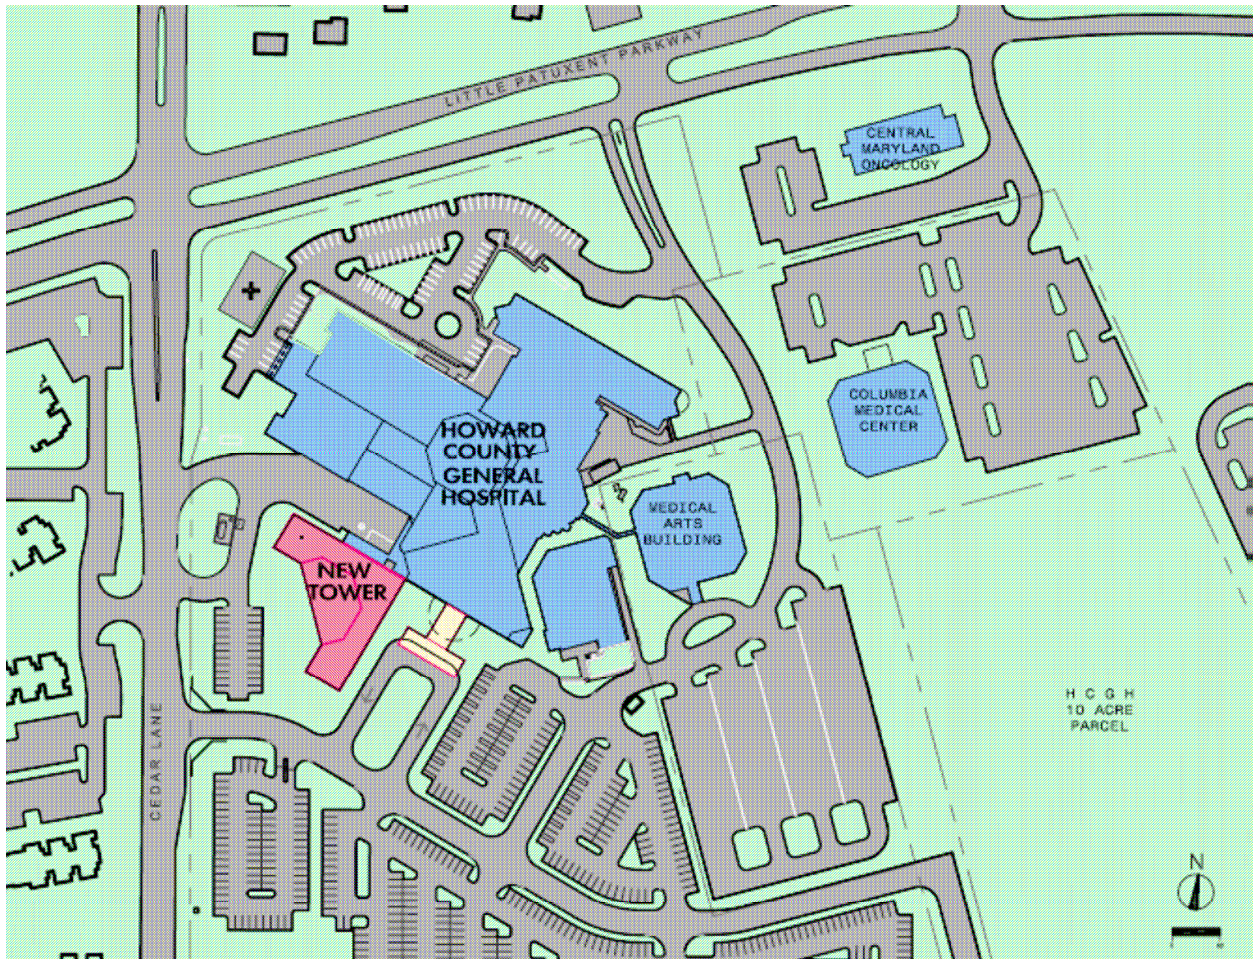 LITTLE PATUXENT PARKWAY
CENTRAL
MARYLAND
ONCOLOGY
COLUMBIA
MEDICAL
CENTER
HOWARD
COUNTY
GENERAL
HOSPITAL
MEDICAL
ARTS
BUILDING
NEW
TOWER
H C G H
10 ACRE
PARCEL
CEDAR LANE
N